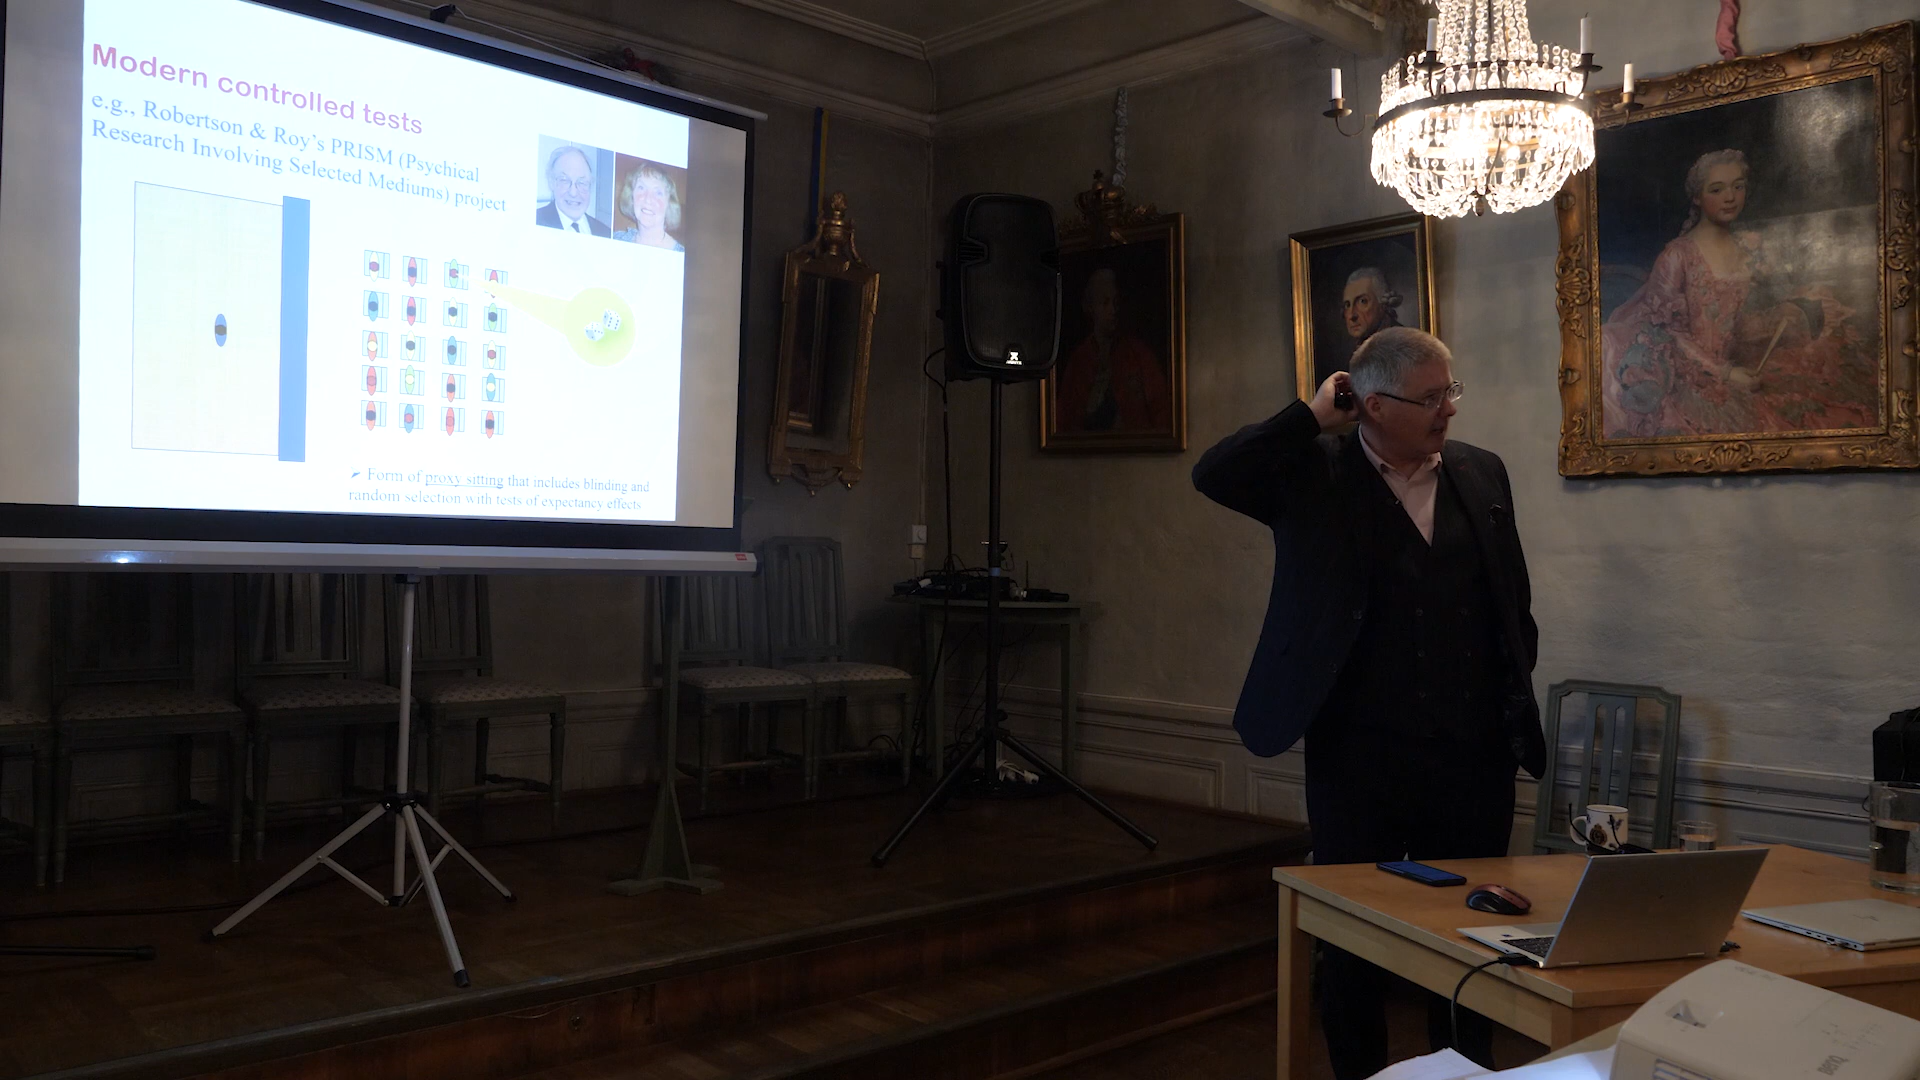 Modern controlled tests
e.g., Robertson & Roy's PRISM (Psychical
Research Involving Selected Mediums) project
➢ Form of proxy sitting that includes blinding and
random selection with tests of expectancy effects